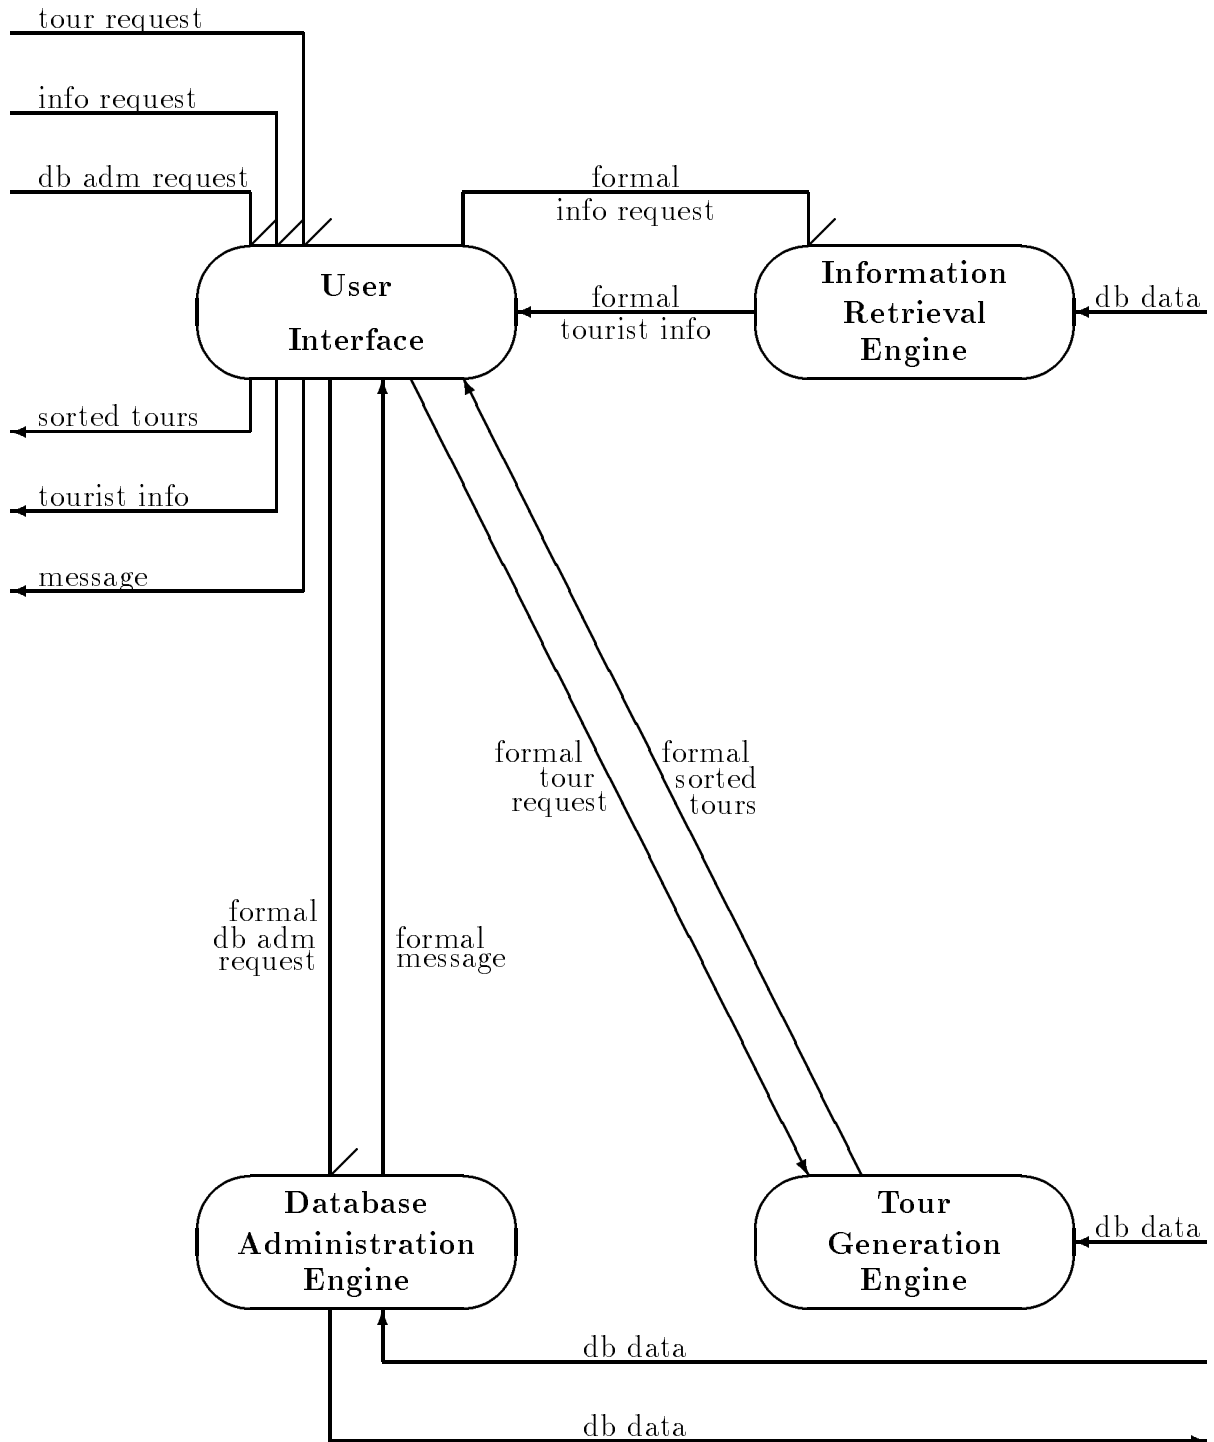 tour request
info request
db adm request
formal
info request
User
Interface
Information
Retrieval
Engine
formal
tourist info
db data
sorted tours
tourist info
message
formal
tour
request
formal
sorted
tours
formal
db adm
request
formal
message
Database
Administration
Engine
Tour
Generation
Engine
db data
db data
db data